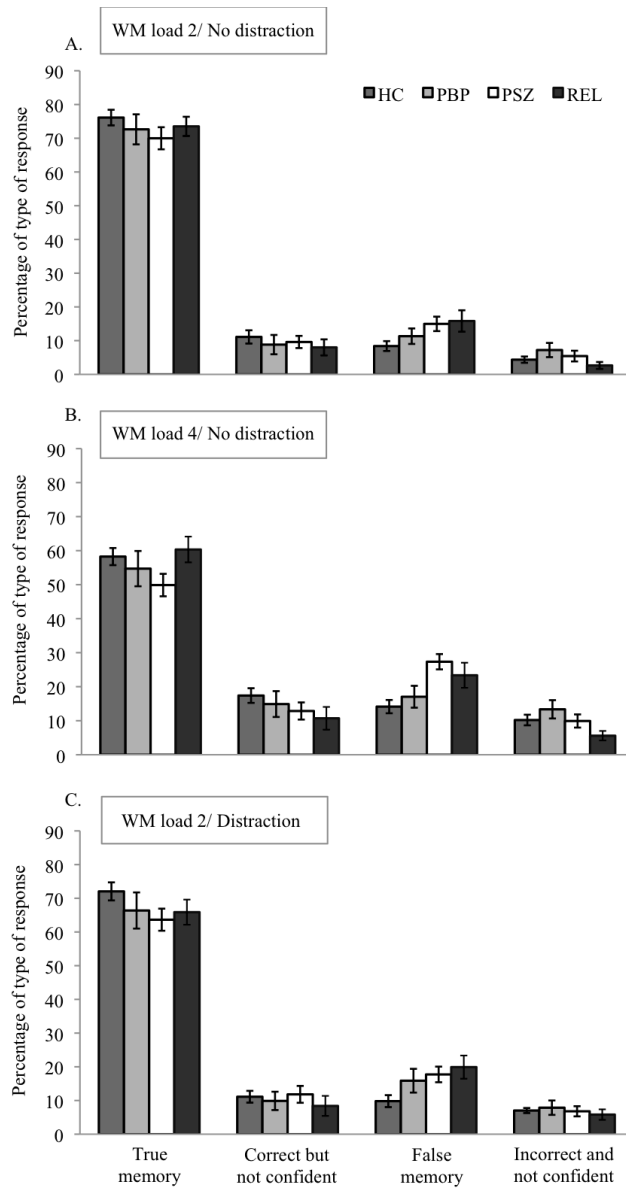 A.
WM load 2/ No distraction
HC PBP PSZ REL
Percentage of type of response
90
80
70
60
50
40
30
20
10
0
B.
WM load 4/ No distraction
Percentage of type of response
90
80
70
60
50
40
30
20
10
0
C.
WM load 2/ Distraction
Percentage of type of response
90
80
70
60
50
40
30
20
10
0
True memory
Correct but not confident
False memory
Incorrect and not confident